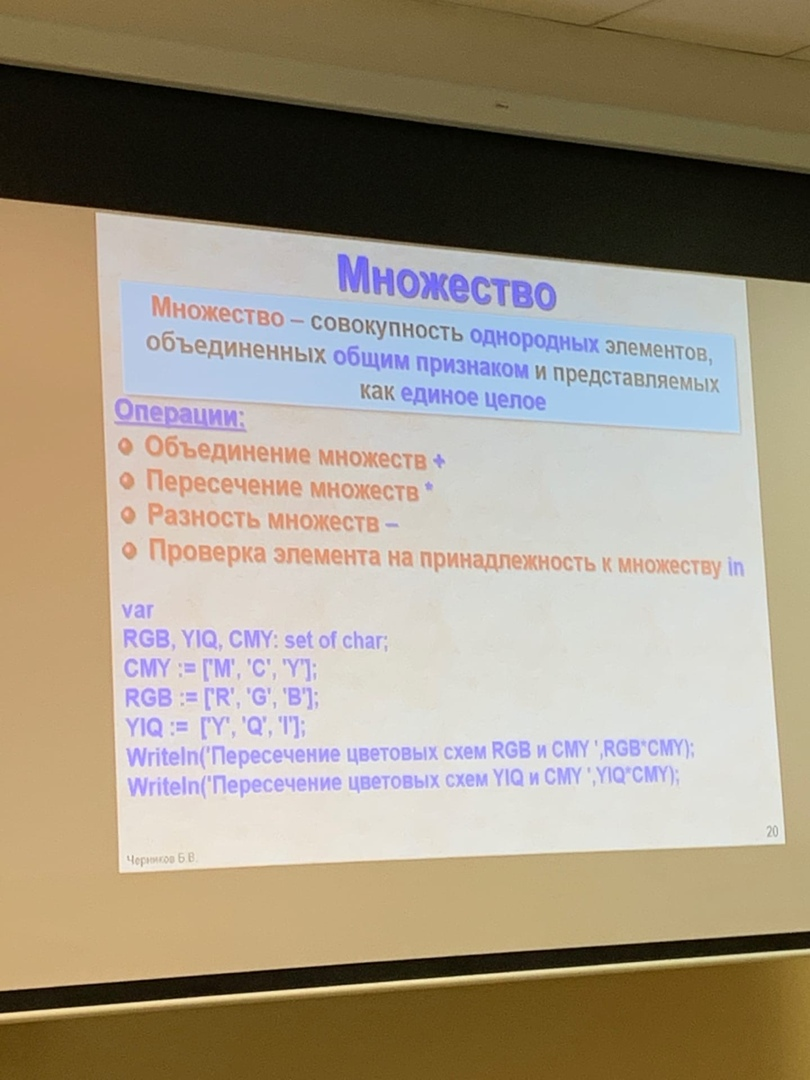 Множество
Множество – совокупность однородных элементов,
объединенных общим признаком и представляемых
как единое целое
Операции:
Объединение множеств +
Пересечение множеств *
Разность множеств –
Проверка элемента на принадлежность к множеству in
var
RGB, YIQ, CMY: set of char;
CMY := ['M', 'C', 'Y'];
RGB := ['R', 'G', 'B'];
YIQ := ['Y', 'Q', 'I'];
Writeln('Пересечение цветовых схем RGB и CMY ',RGB*CMY);
Writeln('Пересечение цветовых схем YIQ и CMY ',YIQ*CMY);
Черников Б.В.
20